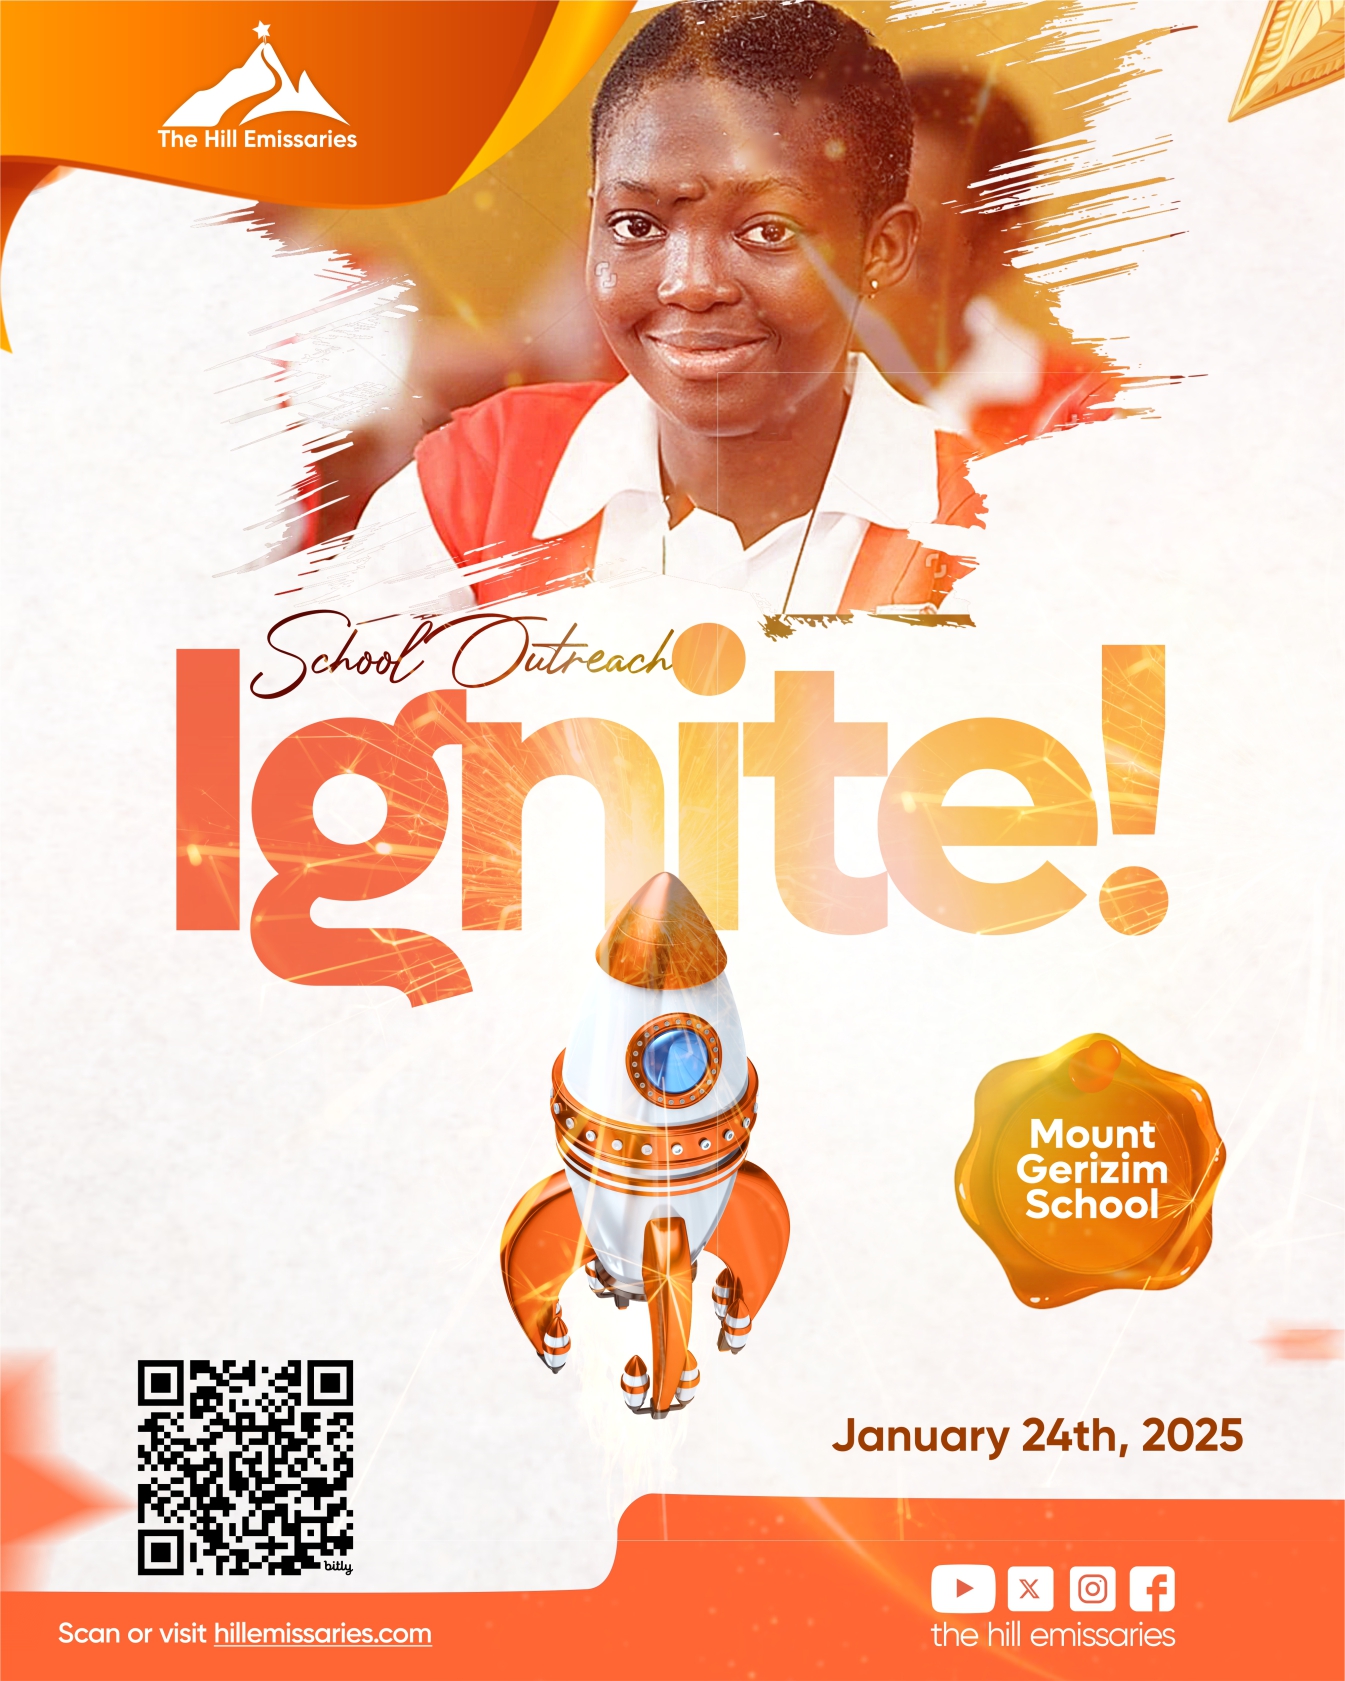 The Hill Emissaries
School Outreach
Ignite!
Mount
Gerizim
School
January 24th, 2025
bitly
Scan or visit hillemissaries.com
the hill emissaries